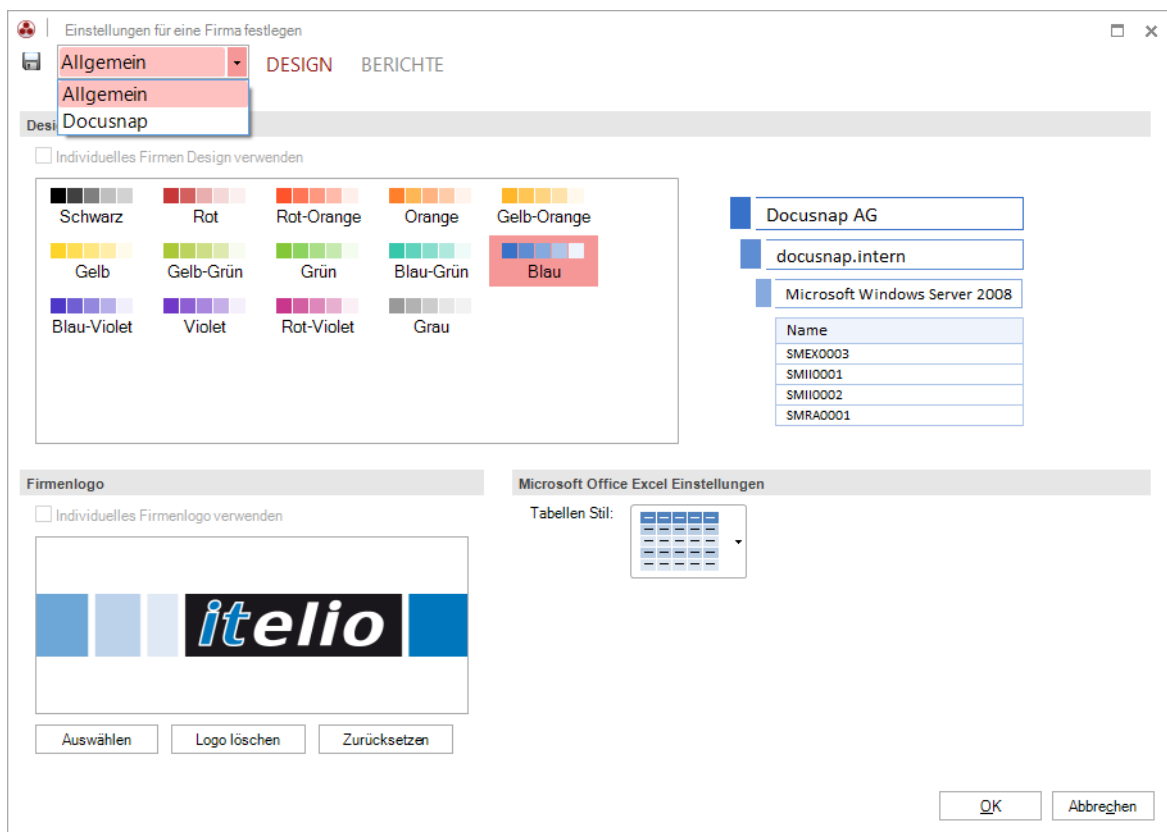 Einstellungen für eine Firma festlegen
Allgemein DESIGN BERICHTE
Allgemein
Docusnap
Individuelles Firmen Design verwenden
Schwarz Rot Rot-Orange Orange Gelb-Orange
Gelb Gelb-Grün Grün Blau-Grün Blau
Blau-Violet Violet Rot-Violet Grau
Docusnap AG
docusnap.intern
Microsoft Windows Server 2008
Name
SMEX0003
SMII0001
SMII0002
SMRA0001
Firmenlogo
Individuelles Firmenlogo verwenden
itelio
Auswählen Logo löschen Zurücksetzen
Microsoft Office Excel Einstellungen
Tabellen Stil:
OK Abbrechen